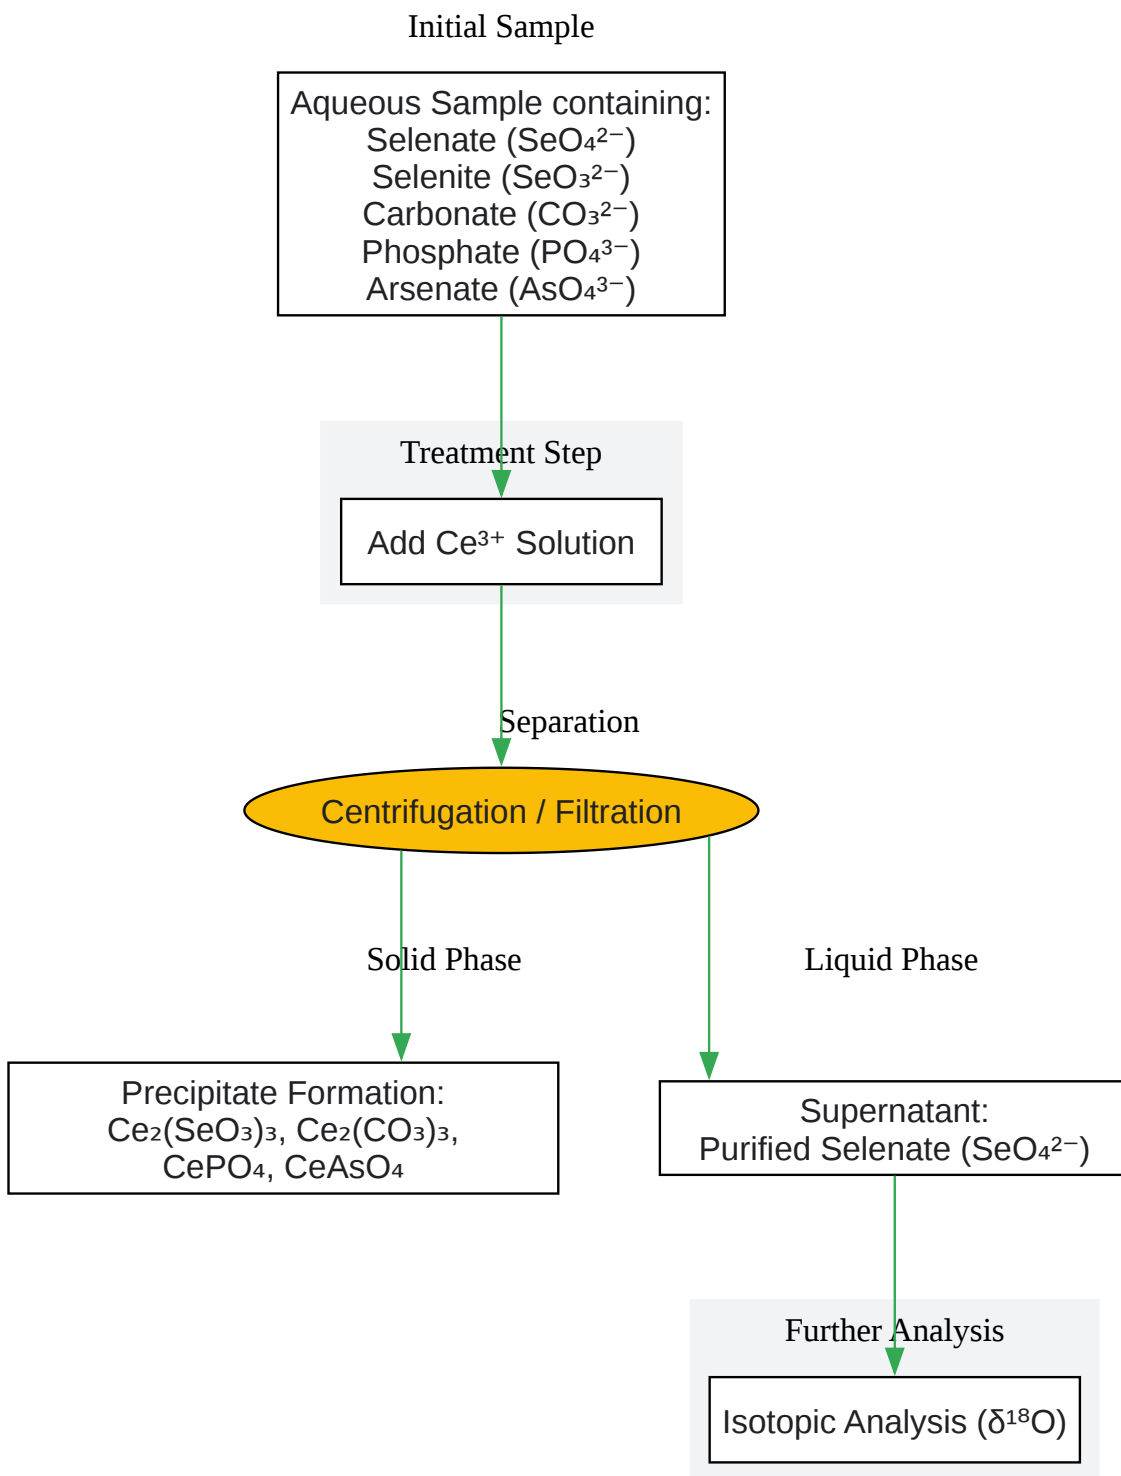 Initial Sample
Aqueous Sample containing:
Selenate (SeO₄²⁻)
Selenite (SeO₃²⁻)
Carbonate (CO₃²⁻)
Phosphate (PO₄³⁻)
Arsenate (AsO₄³⁻)
Treatment Step
Add Ce³⁺ Solution
Separation
Centrifugation / Filtration
Solid Phase
Liquid Phase
Precipitate Formation:
Ce₂(SeO₃)₃, Ce₂(CO₃)₃,
CePO₄, CeAsO₄
Supernatant:
Purified Selenate (SeO₄²⁻)
Further Analysis
Isotopic Analysis (δ¹⁸O)